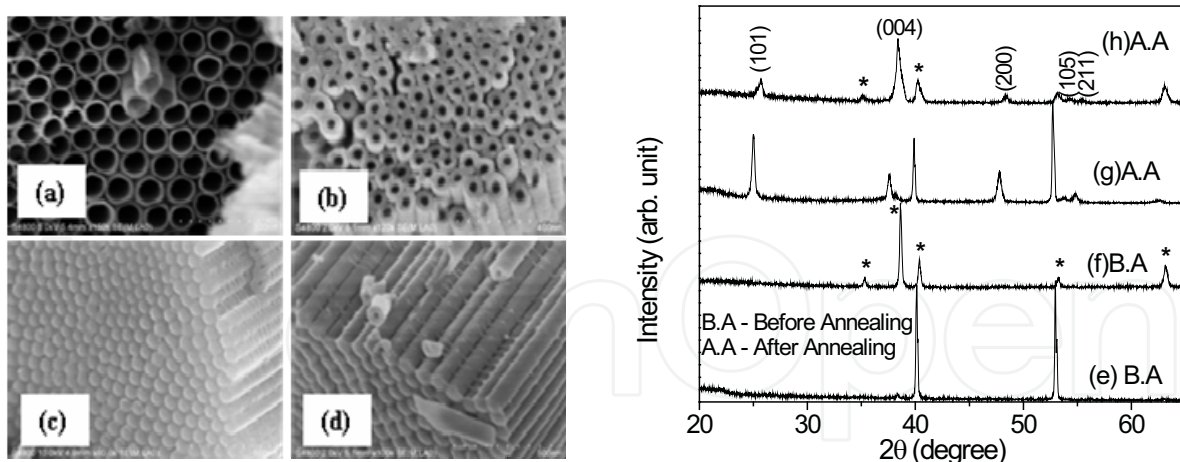 (a)
(b)
(c)
(d)
Intensity (arb. unit)
(101)
(004)
(200)
(105)
(211)
*
*
(h)A.A
(g)A.A
*
*
*
*
*
(f)B.A
B.A - Before Annealing
A.A - After Annealing
(e) B.A
20 30 40 50 60
2θ (degree)